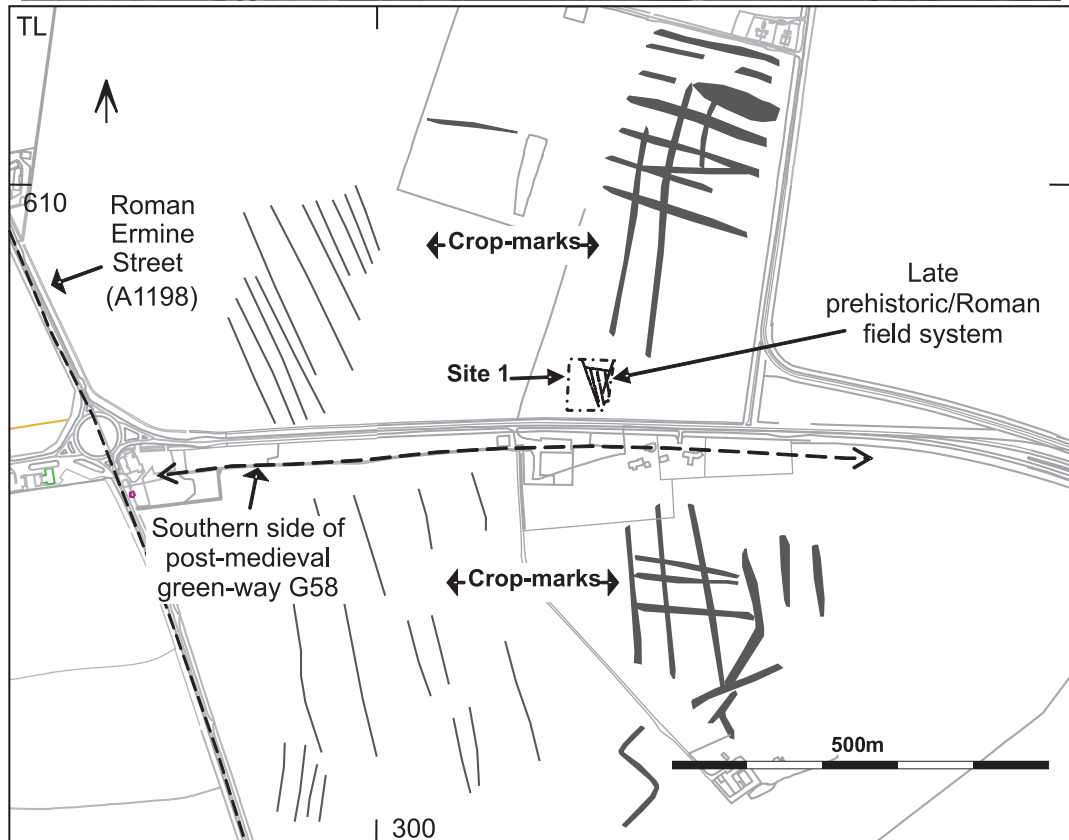 TL
610
Roman
Ermine
Street
(A1198)
Crop-marks
Late
prehistoric/Roman
field system
Site 1
Southern side of
post-medieval
green-way G58
Crop-marks
500m
300